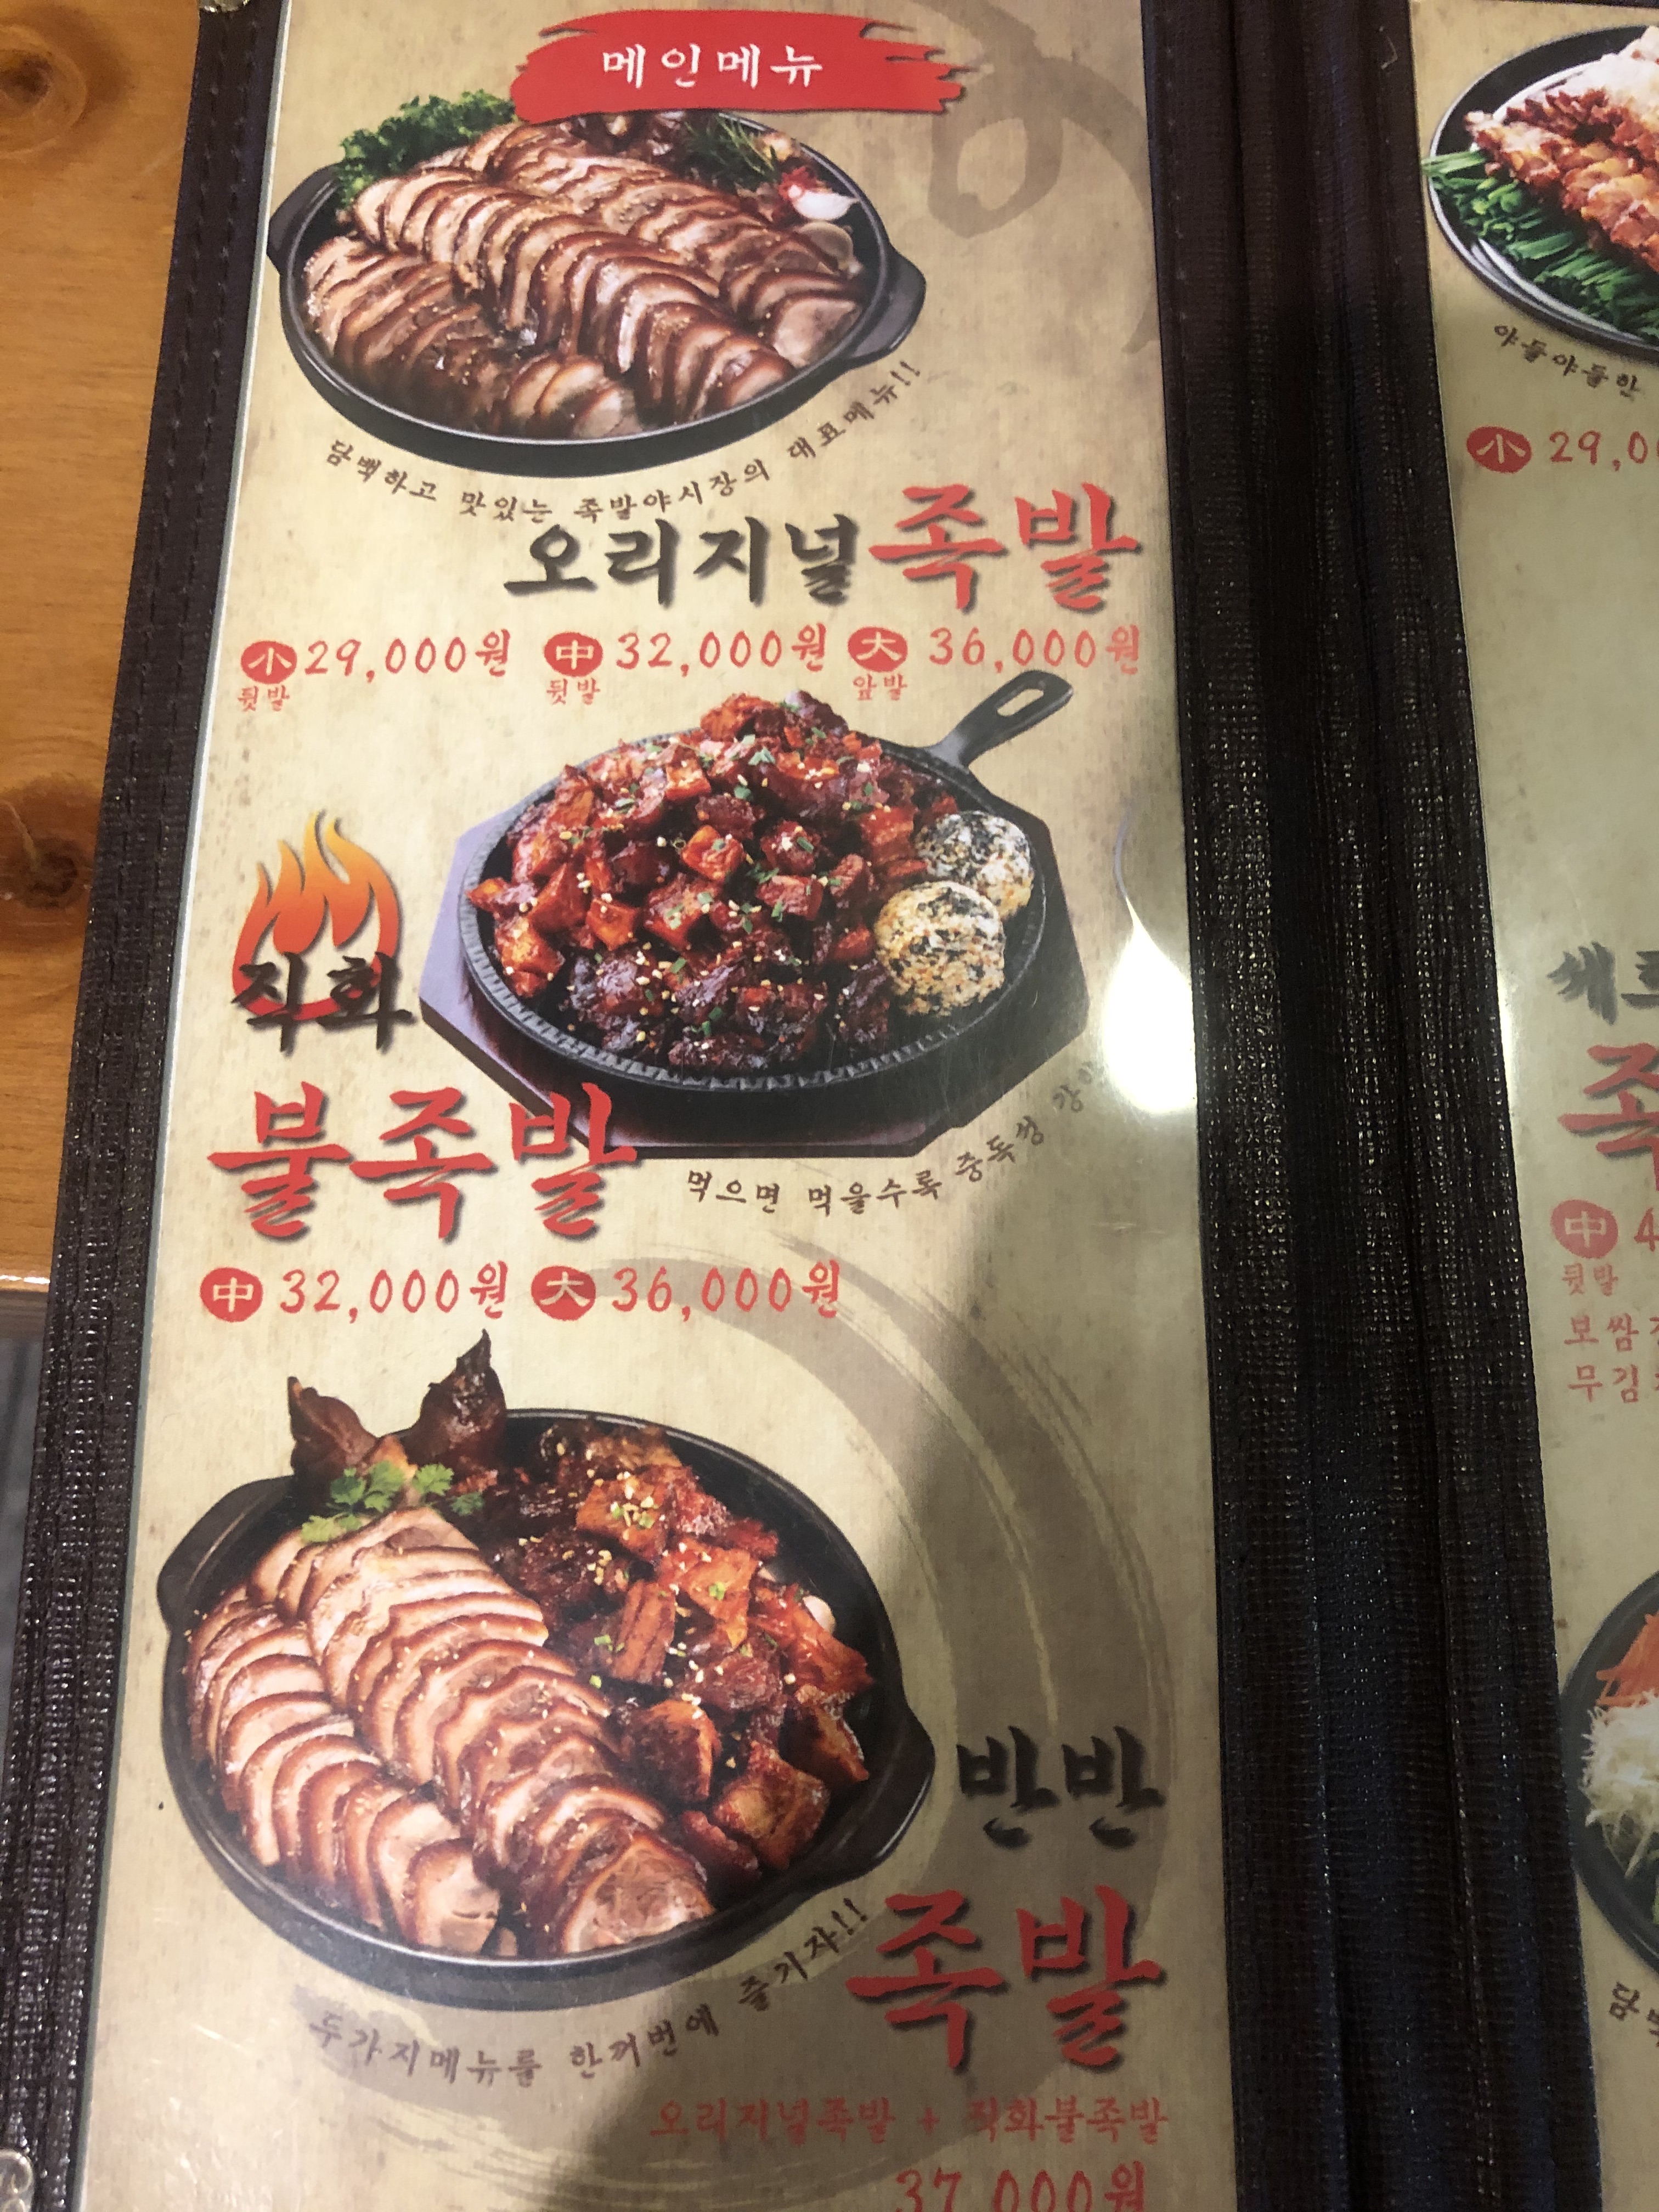 메인메뉴
담백하고 맛있는 족발야시장의 대표메뉴!!
오리지널족발
小 29,000원 中 32,000원 大 36,000원
뒷발 뒷발 앞발
직화
불족발
먹으면 먹을수록 중독성
中 32,000원 大 36,000원
반반
족발
두가지메뉴를 한꺼번에 즐기자!!
오리지널족발 + 직화불족발
37,000원
야들야들한
小 29,0
세트
족
中 4
뒷발
보쌈
무김
담백